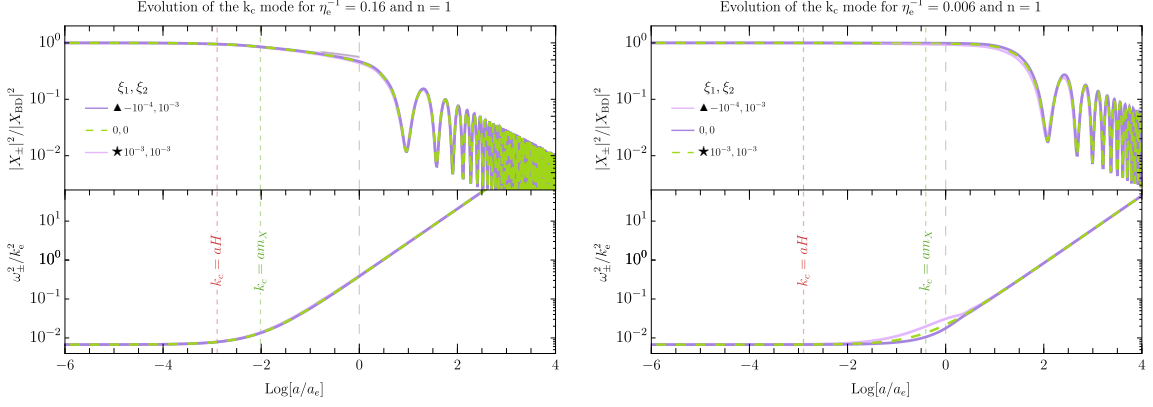 Evolution of the k_c mode for η_e^{-1} = 0.16 and n = 1
10^0
10^{-1}
10^{-2}
|X_±|^2/|X_BD|^2
ξ_1, ξ_2
▲ −10^{-4}, 10^{-3}
0, 0
★ 10^{-3}, 10^{-3}
10^1
10^0
10^{-1}
10^{-2}
ω_±^2/k_e^2
k_c = aH
k_c = am_X
−6 −4 −2 0 2 4
Log[a/a_e]
Evolution of the k_c mode for η_e^{-1} = 0.006 and n = 1
10^0
10^{-1}
10^{-2}
|X_±|^2/|X_BD|^2
ξ_1, ξ_2
▲ −10^{-4}, 10^{-3}
0, 0
★ 10^{-3}, 10^{-3}
10^1
10^0
10^{-1}
10^{-2}
ω_±^2/k_e^2
k_c = aH
k_c = am_X
−6 −4 −2 0 2 4
Log[a/a_e]